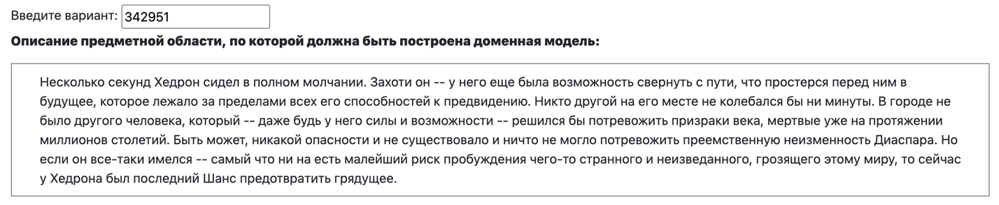 Введите вариант: 342951
Описание предметной области, по которой должна быть построена доменная модель:
Несколько секунд Хедрон сидел в полном молчании. Захоти он -- у него еще была возможность свернуть с пути, что простерся перед ним в
будущее, которое лежало за пределами всех его способностей к предвидению. Никто другой на его месте не колебался бы ни минуты. В городе не
было другого человека, который -- даже будь у него силы и возможности -- решился бы потревожить призраки века, мертвые уже на протяжении
миллионов столетий. Быть может, никакой опасности и не существовало и ничто не могло потревожить преемственную неизменность Диаспара. Но
если он все-таки имелся -- самый что ни на есть малейший риск пробуждения чего-то странного и неизведанного, грозящего этому миру, то сейчас
у Хедрона был последний Шанс предотвратить грядущее.